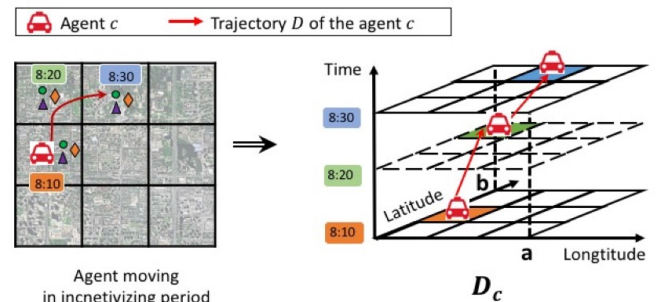 Agent c
Trajectory D of the agent c
8:20
8:30
8:10
Agent moving
in incnetivizing period
Time
8:30
8:20
8:10
Latitude
b
a
Longtitude
D_c